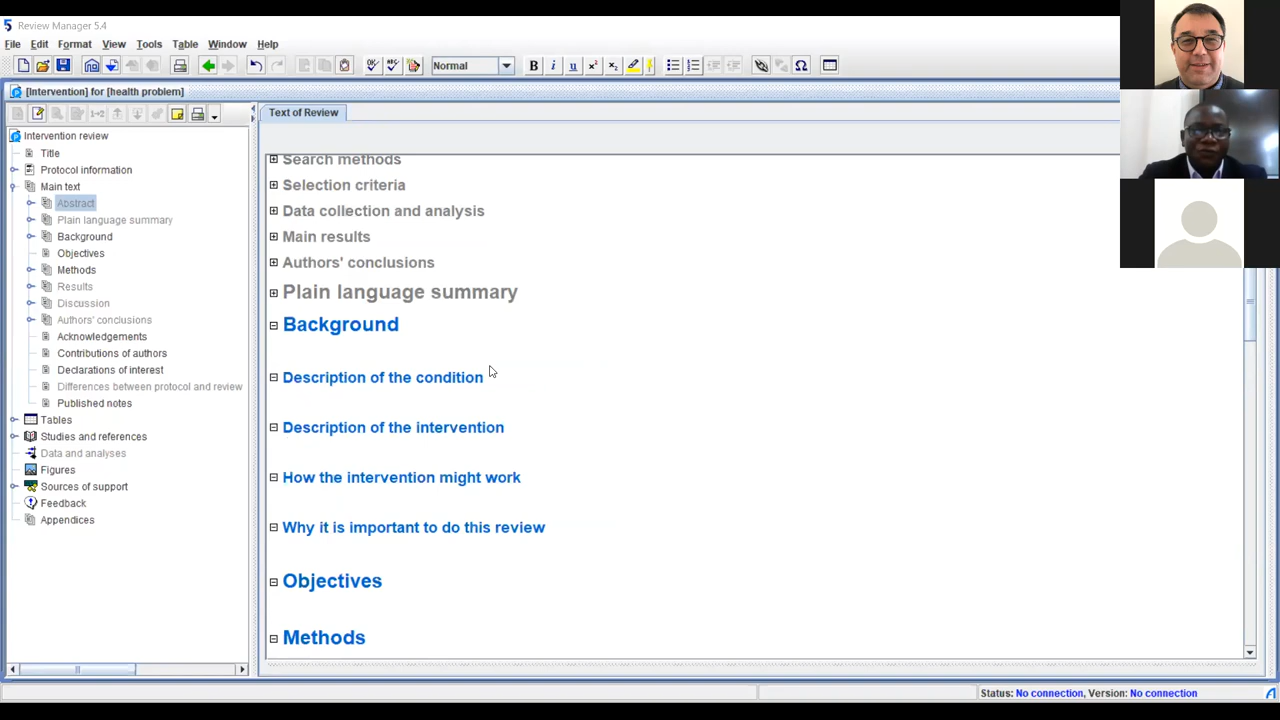 Review Manager 5.4
File Edit Format View Tools Table Window Help
Normal
B i u x² x₂ Ω
[Intervention] for [health problem]
Text of Review
Intervention review
Title
Protocol information
Main text
Abstract
Plain language summary
Background
Objectives
Methods
Results
Discussion
Authors' conclusions
Acknowledgements
Contributions of authors
Declarations of interest
Differences between protocol and review
Published notes
Tables
Studies and references
Data and analyses
Figures
Sources of support
Feedback
Appendices
Search methods
Selection criteria
Data collection and analysis
Main results
Authors' conclusions
Plain language summary
Background
Description of the condition
Description of the intervention
How the intervention might work
Why it is important to do this review
Objectives
Methods
Status: No connection, Version: No connection